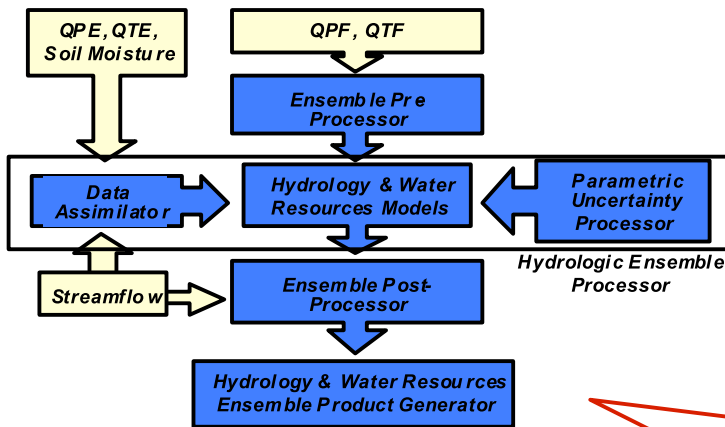 QPE, QTE,
Soil Moisture
QPF, QTF
Ensemble Pre
Processor
Data
Assimilator
Hydrology & Water
Resources Models
Parametric
Uncertainty
Processor
Hydrologic Ensemble
Processor
Streamflow
Ensemble Post-
Processor
Hydrology & Water Resources
Ensemble Product Generator